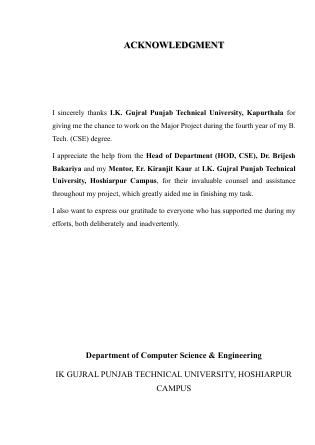 ACKNOWLEDGMENT
I sincerely thanks I.K. Gujral Punjab Technical University, Kapurthala for
giving me the chance to work on the Major Project during the fourth year of my B.
Tech. (CSE) degree.
I appreciate the help from the Head of Department (HOD, CSE), Dr. Brijesh
Bakariya and my Mentor, Er. Kiranjit Kaur at I.K. Gujral Punjab Technical
University, Hoshiarpur Campus, for their invaluable counsel and assistance
throughout my project, which greatly aided me in finishing my task.
I also want to express our gratitude to everyone who has supported me during my
efforts, both deliberately and inadvertently.
Department of Computer Science & Engineering
IK GUJRAL PUNJAB TECHNICAL UNIVERSITY, HOSHIARPUR
CAMPUS